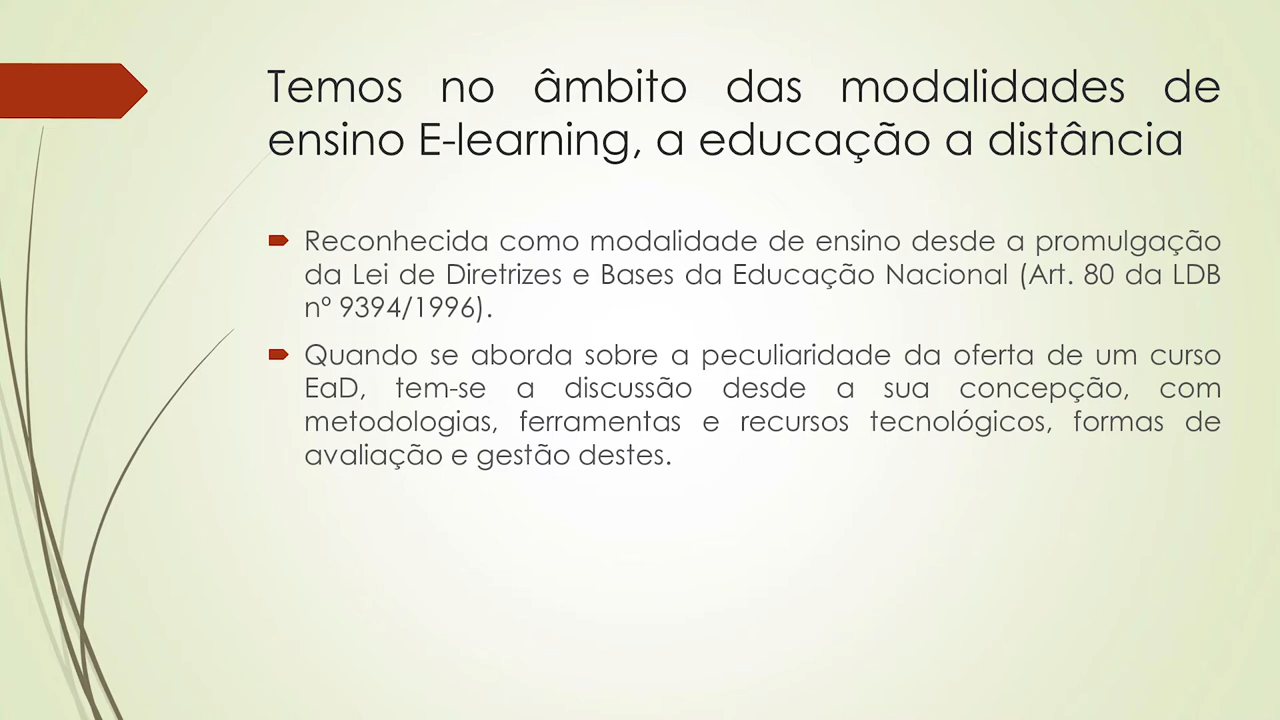 Temos no âmbito das modalidades de
ensino E-learning, a educação a distância
Reconhecida como modalidade de ensino desde a promulgação
da Lei de Diretrizes e Bases da Educação Nacional (Art. 80 da LDB
nº 9394/1996).
Quando se aborda sobre a peculiaridade da oferta de um curso
EaD, tem-se a discussão desde a sua concepção, com
metodologias, ferramentas e recursos tecnológicos, formas de
avaliação e gestão destes.